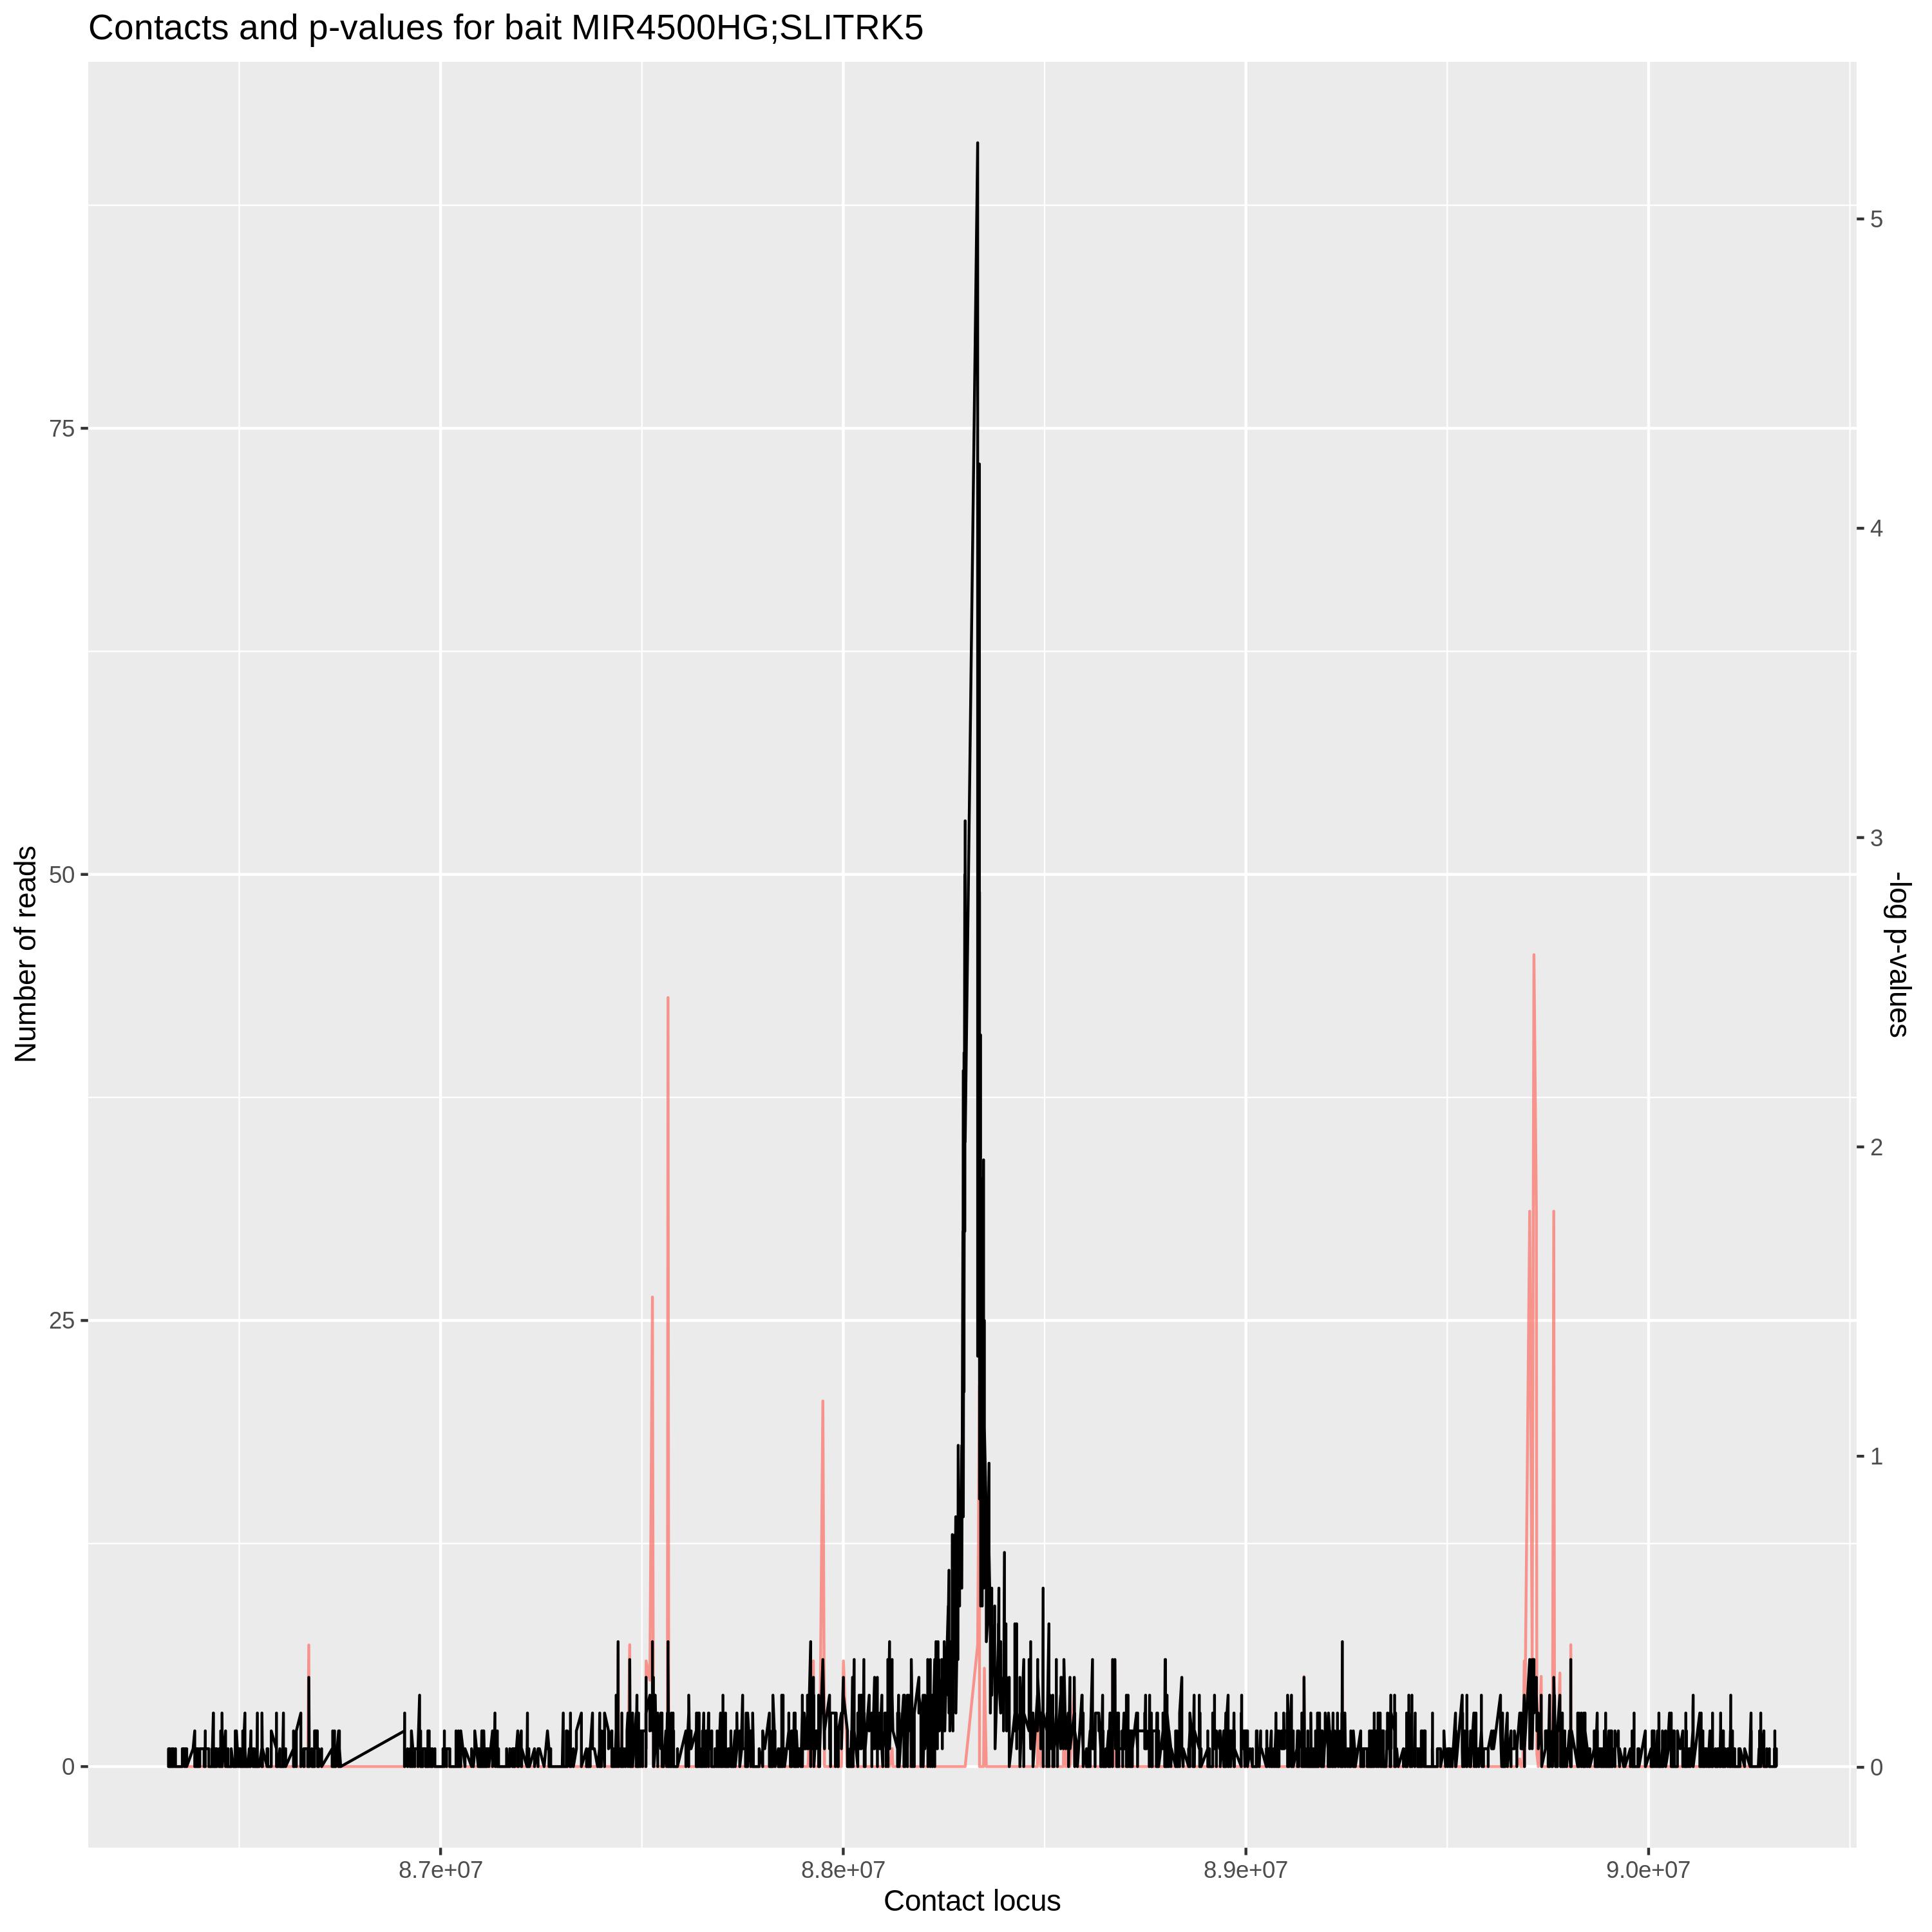 Contacts and p-values for bait MIR4500HG;SLITRK5
Number of reads
75
50
25
0
5
4
3
2
1
0
-log p-values
8.7e+07 8.8e+07 8.9e+07 9.0e+07
Contact locus